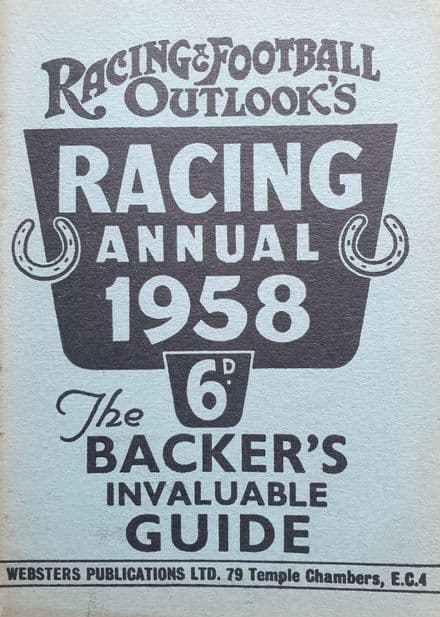 RACING & FOOTBALL
OUTLOOK'S
RACING
ANNUAL
1958
6D.
The
BACKER'S
INVALUABLE
GUIDE
WEBSTERS PUBLICATIONS LTD. 79 Temple Chambers, E.C.4